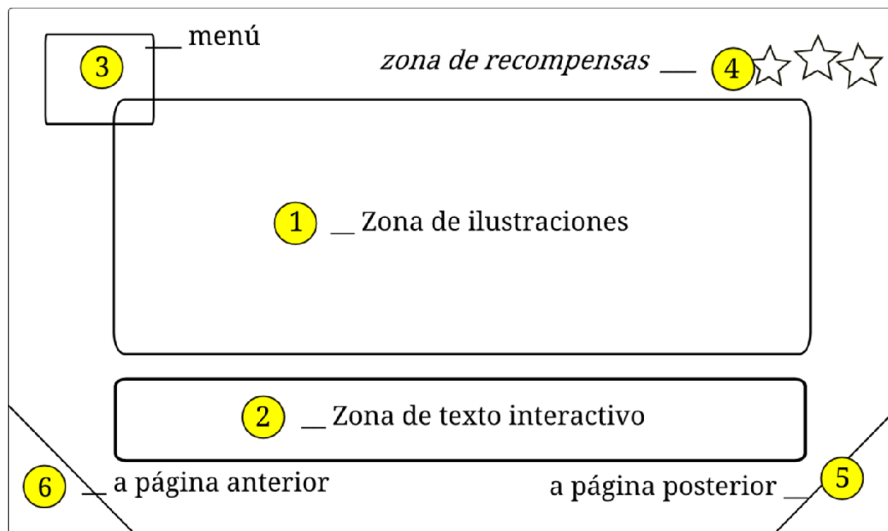 3 __ menú
zona de recompensas __ 4
1 __ Zona de ilustraciones
2 __ Zona de texto interactivo
6 __ a página anterior
a página posterior __ 5